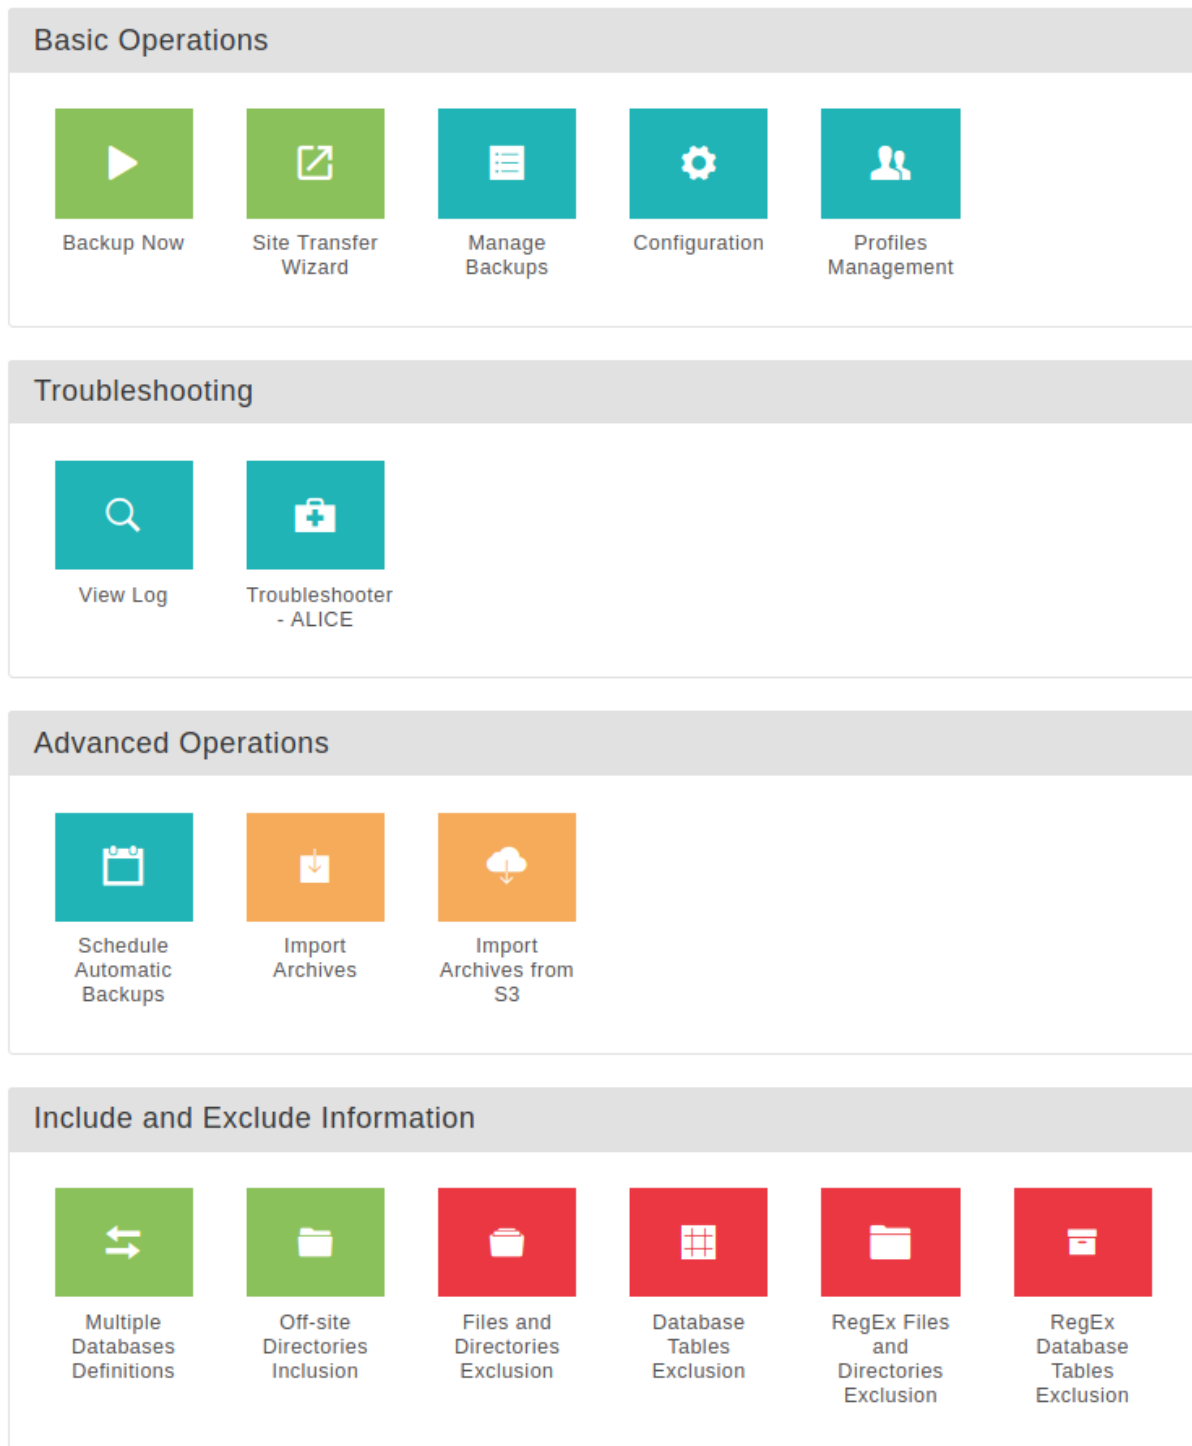 Basic Operations
Backup Now
Site Transfer
Wizard
Manage
Backups
Configuration
Profiles
Management
Troubleshooting
View Log
Troubleshooter
- ALICE
Advanced Operations
Schedule
Automatic
Backups
Import
Archives
Import
Archives from
S3
Include and Exclude Information
Multiple
Databases
Definitions
Off-site
Directories
Inclusion
Files and
Directories
Exclusion
Database
Tables
Exclusion
RegEx Files
and
Directories
Exclusion
RegEx
Database
Tables
Exclusion